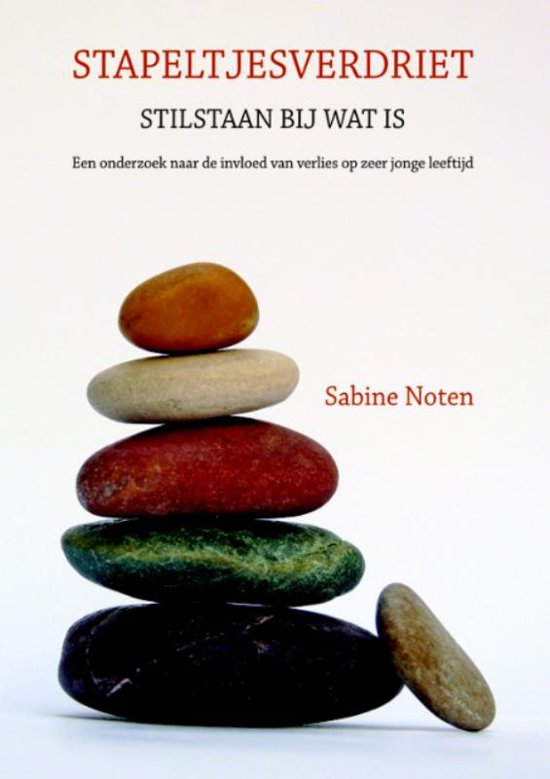 STAPELTJESVERDRIET
STILSTAAN BIJ WAT IS
Een onderzoek naar de invloed van verlies op zeer jonge leeftijd
Sabine Noten